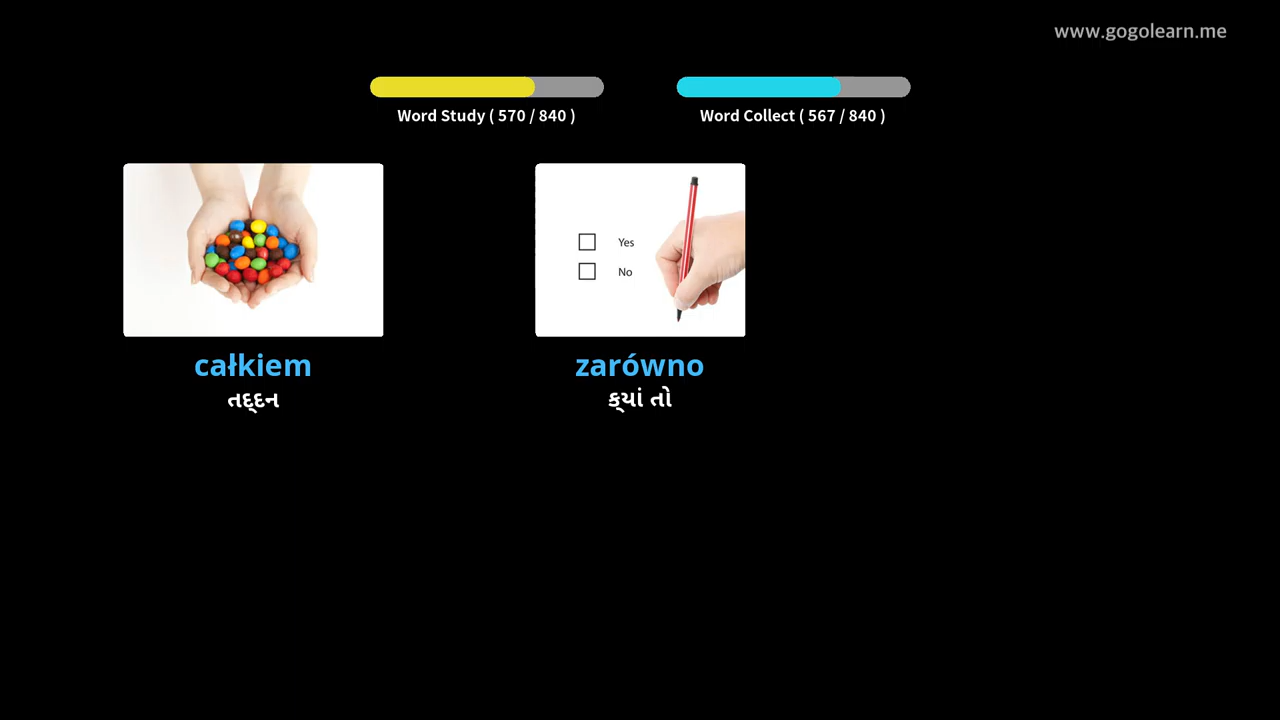 www.gogolearn.me
Word Study ( 570 / 840 )
Word Collect ( 567 / 840 )
Yes
No
całkiem
તદ્દન
zarówno
ક્યાં તો